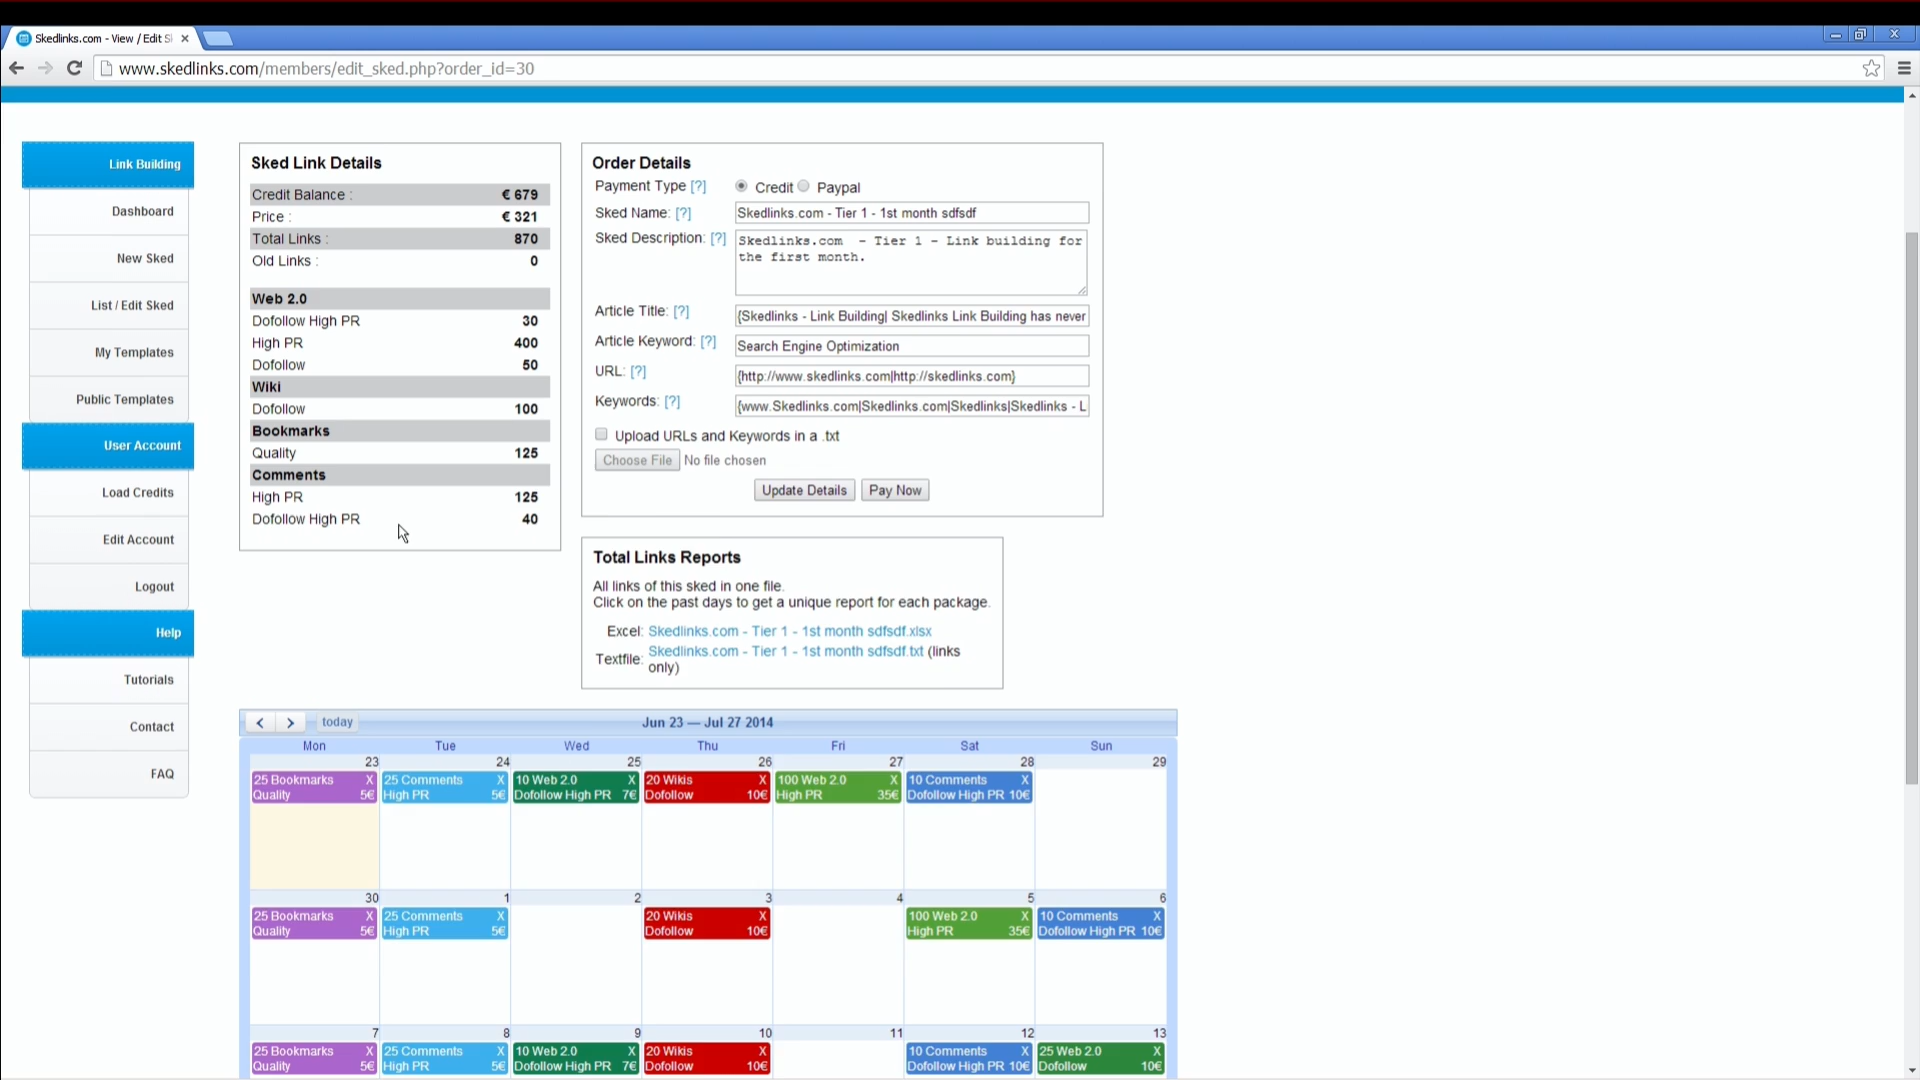 Skedlinks.com - View / Edit S
www.skedlinks.com/members/edit_sked.php?order_id=30
Link Building
Dashboard
New Sked
List / Edit Sked
My Templates
Public Templates
User Account
Load Credits
Edit Account
Logout
Help
Tutorials
Contact
FAQ
Sked Link Details
Credit Balance : € 679
Price : € 321
Total Links : 870
Old Links : 0
Web 2.0
Dofollow High PR 30
High PR 400
Dofollow 50
Wiki
Dofollow 100
Bookmarks
Quality 125
Comments
High PR 125
Dofollow High PR 40
Order Details
Payment Type [?] Credit Paypal
Sked Name: [?] Skedlinks.com - Tier 1 - 1st month sdfsdf
Sked Description: [?] Skedlinks.com - Tier 1 - Link building for
the first month.
Article Title: [?] {Skedlinks - Link Building| Skedlinks Link Building has never
Article Keyword: [?] Search Engine Optimization
URL: [?] {http://www.skedlinks.com|http://skedlinks.com}
Keywords: [?] {www.Skedlinks.com|Skedlinks.com|Skedlinks|Skedlinks - L
Upload URLs and Keywords in a .txt
Choose File No file chosen
Update Details Pay Now
Total Links Reports
All links of this sked in one file.
Click on the past days to get a unique report for each package.
Excel: Skedlinks.com - Tier 1 - 1st month sdfsdf.xlsx
Textfile: Skedlinks.com - Tier 1 - 1st month sdfsdf.txt (links
only)
today Jun 23 — Jul 27 2014
Mon Tue Wed Thu Fri Sat Sun
23 24 25 26 27 28 29
25 Bookmarks X 25 Comments X 10 Web 2.0 X 20 Wikis X 100 Web 2.0 X 10 Comments X
Quality 5€ High PR 5€ Dofollow High PR 7€ Dofollow 10€ High PR 35€ Dofollow High PR 10€
30 1 2 3 4 5 6
25 Bookmarks X 25 Comments X 20 Wikis X 100 Web 2.0 X 10 Comments X
Quality 5€ High PR 5€ Dofollow 10€ High PR 35€ Dofollow High PR 10€
7 8 9 10 11 12 13
25 Bookmarks X 25 Comments X 10 Web 2.0 X 20 Wikis X 10 Comments X 25 Web 2.0 X
Quality 5€ High PR 5€ Dofollow High PR 7€ Dofollow 10€ Dofollow High PR 10€ Dofollow 10€